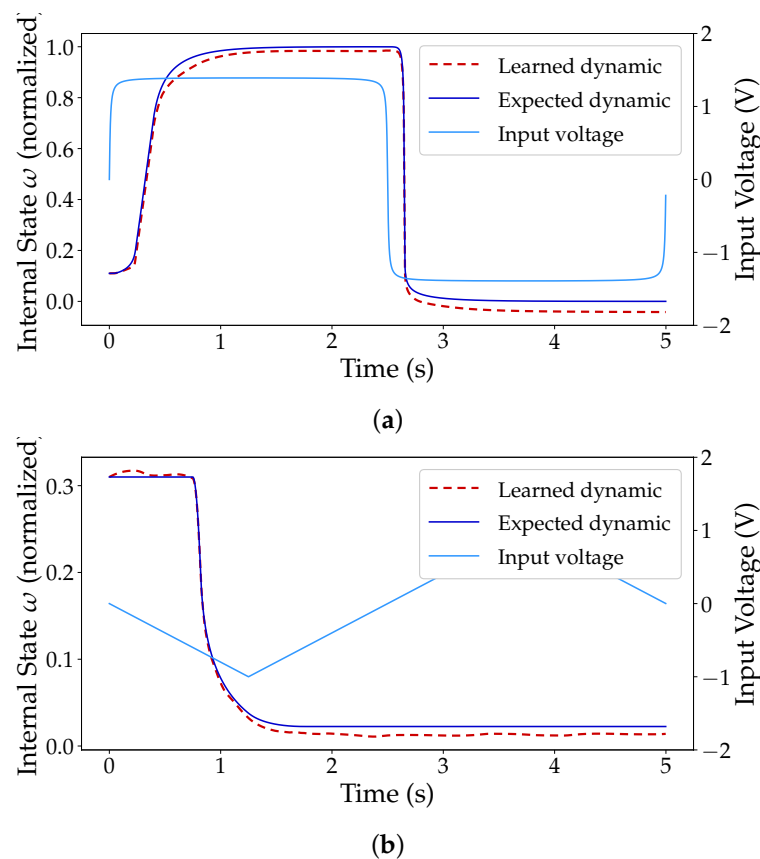 Internal State ω (normalized)
1.0
0.8
0.6
0.4
0.2
0.0
Learned dynamic
Expected dynamic
Input voltage
2
1
0
−1
−2
Input Voltage (V)
0 1 2 3 4 5
Time (s)
(a)
Internal State ω (normalized)
0.3
0.2
0.1
0.0
Learned dynamic
Expected dynamic
Input voltage
2
1
0
−1
−2
Input Voltage (V)
0 1 2 3 4 5
Time (s)
(b)